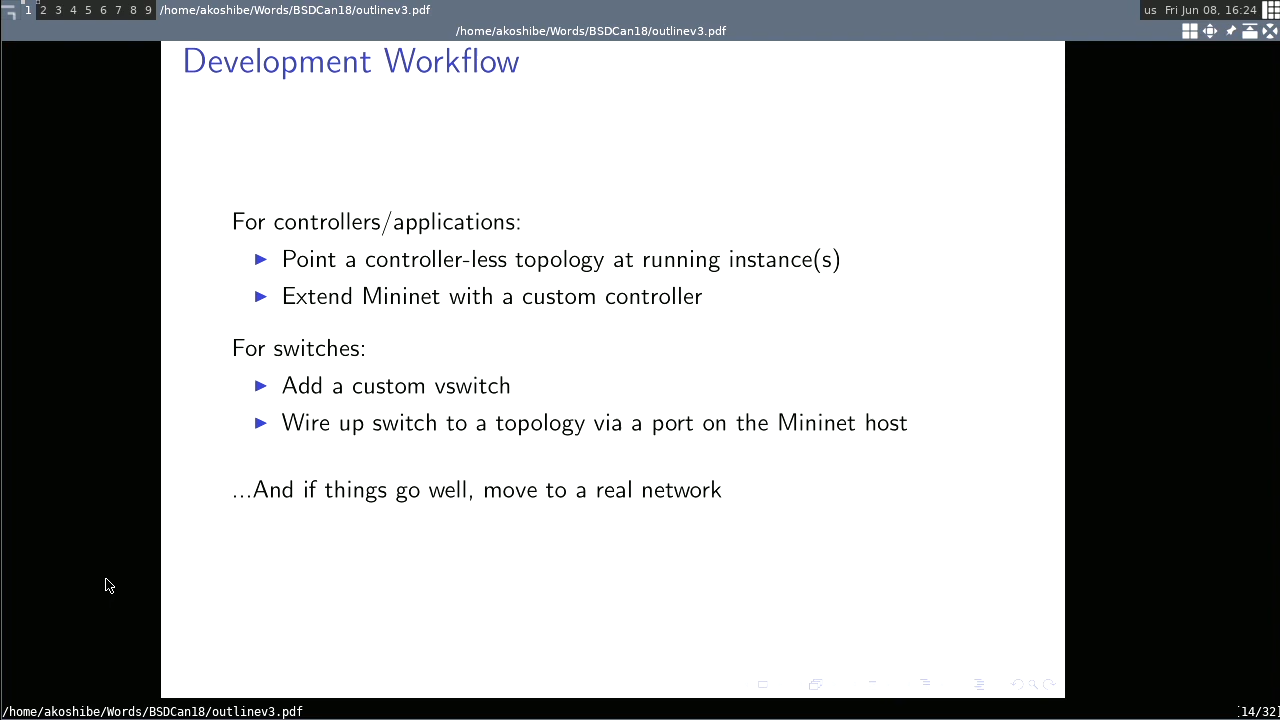 1 2 3 4 5 6 7 8 9 /home/akoshibe/Words/BSDCan18/outlinev3.pdf us Fri Jun 08, 16:24
/home/akoshibe/Words/BSDCan18/outlinev3.pdf
Development Workflow
For controllers/applications:
▶ Point a controller-less topology at running instance(s)
▶ Extend Mininet with a custom controller
For switches:
▶ Add a custom vswitch
▶ Wire up switch to a topology via a port on the Mininet host
...And if things go well, move to a real network
/home/akoshibe/Words/BSDCan18/outlinev3.pdf [14/32]